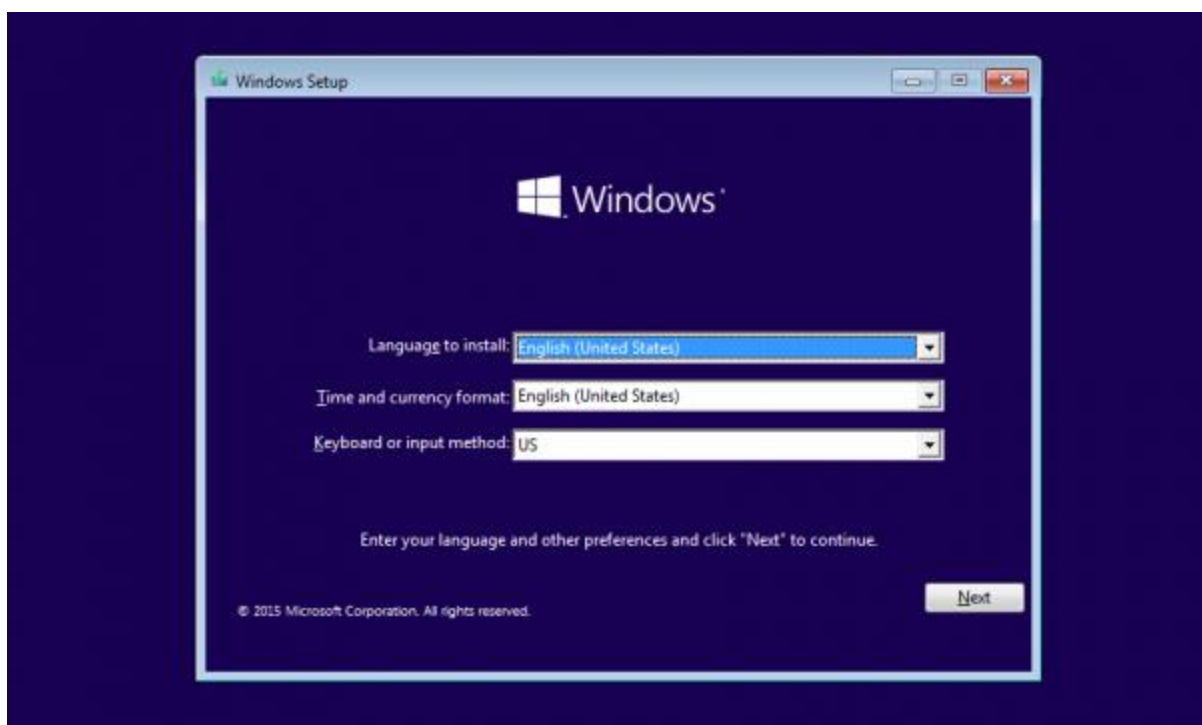 Windows Setup
Windows
Language to install: English (United States)
Time and currency format: English (United States)
Keyboard or input method: US
Enter your language and other preferences and click "Next" to continue.
Next
© 2015 Microsoft Corporation. All rights reserved.